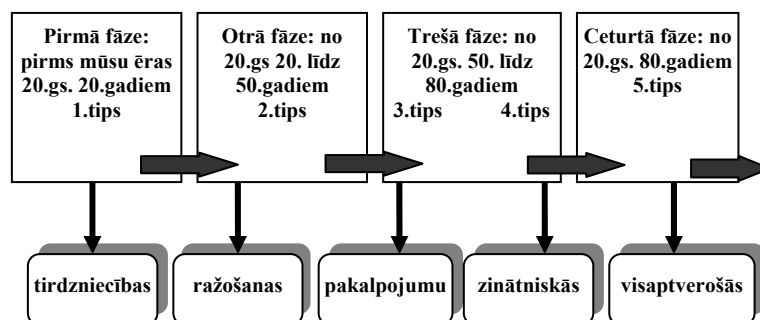 Pirmā fāze:
pirms mūsu ēras
20.gs. 20.gadiem
1.tips
Otrā fāze: no
20.gs 20. līdz
50.gadiem
2.tips
Trešā fāze: no
20.gs. 50. līdz
80.gadiem
3.tips 4.tips
Ceturtā fāze: no
20.gs. 80.gadiem
5.tips
tirdzniecības
ražošanas
pakalpojumu
zinātniskās
visaptverošās